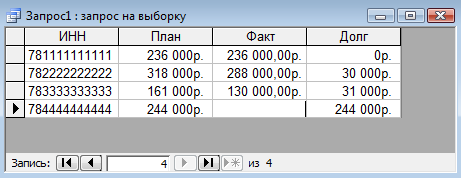 Запрос1 : запрос на выборку
ИНН План Факт Долг
781111111111 236 000р. 236 000,00р. 0р.
782222222222 318 000р. 288 000,00р. 30 000р.
783333333333 161 000р. 130 000,00р. 31 000р.
784444444444 244 000р. 244 000р.
Запись: 4 из 4